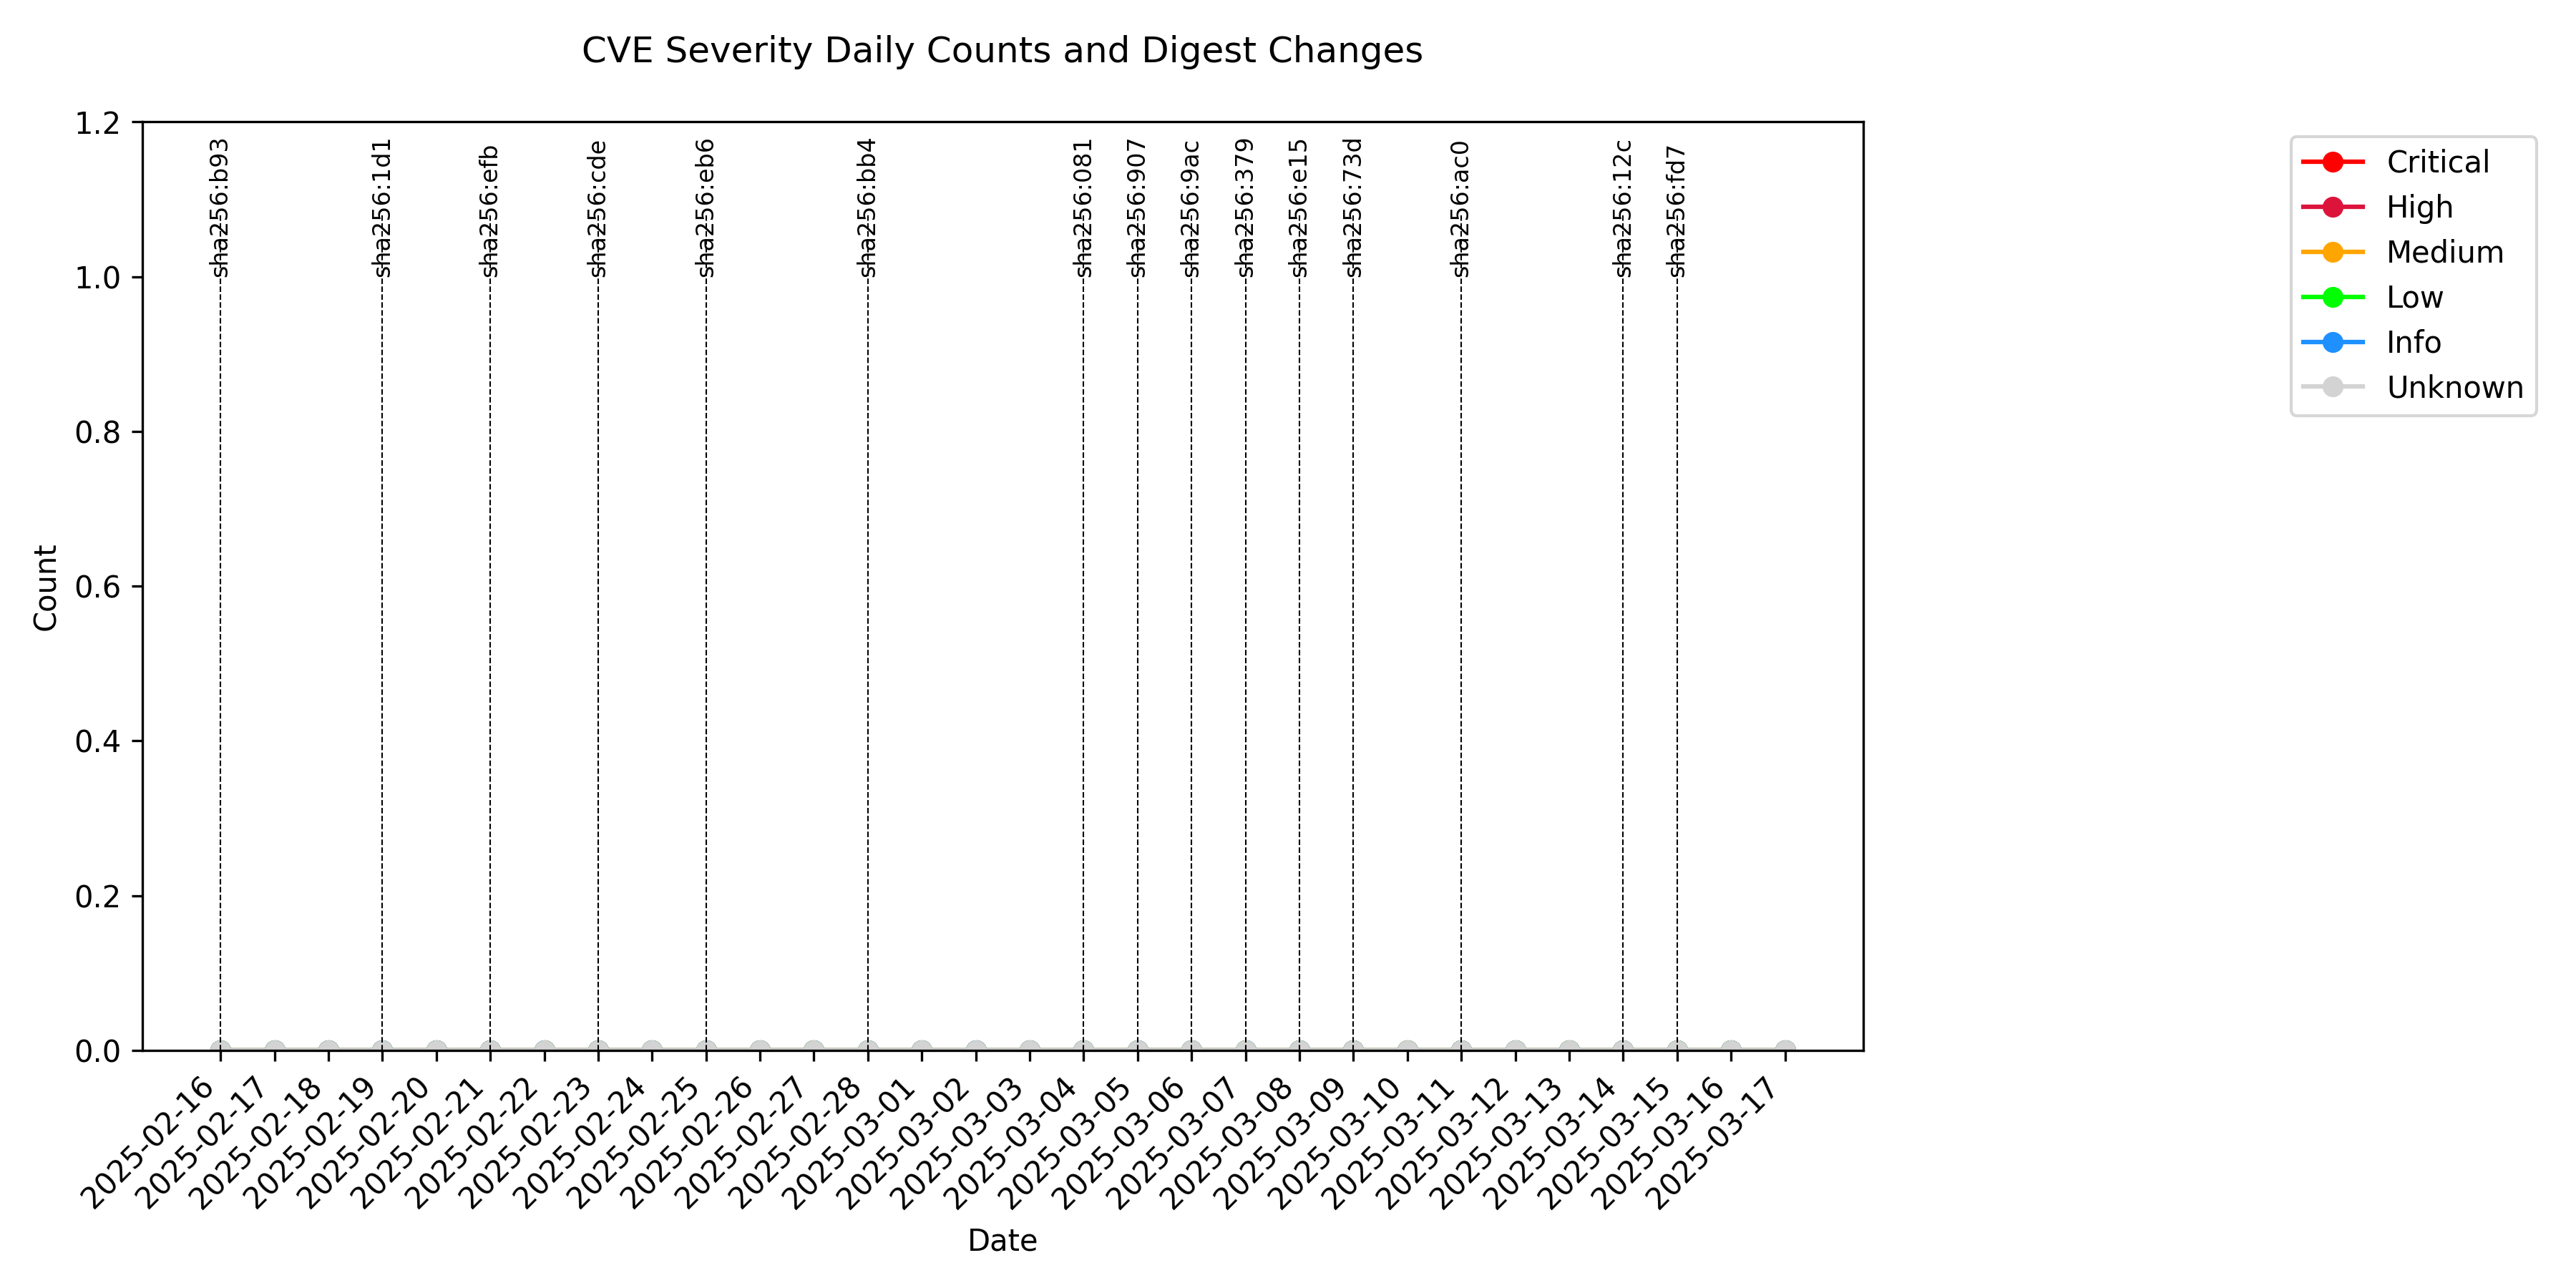 CVE Severity Daily Counts and Digest Changes
1.2
1.0
0.8
0.6
0.4
0.2
0.0
Count
sha256:b93
sha256:1d1
sha256:efb
sha256:cde
sha256:eb6
sha256:bb4
sha256:081
sha256:907
sha256:9ac
sha256:379
sha256:e15
sha256:73d
sha256:ac0
sha256:12c
sha256:fd7
Critical
High
Medium
Low
Info
Unknown
2025-02-16
2025-02-17
2025-02-18
2025-02-19
2025-02-20
2025-02-21
2025-02-22
2025-02-23
2025-02-24
2025-02-25
2025-02-26
2025-02-27
2025-02-28
2025-03-01
2025-03-02
2025-03-03
2025-03-04
2025-03-05
2025-03-06
2025-03-07
2025-03-08
2025-03-09
2025-03-10
2025-03-11
2025-03-12
2025-03-13
2025-03-14
2025-03-15
2025-03-16
2025-03-17
Date